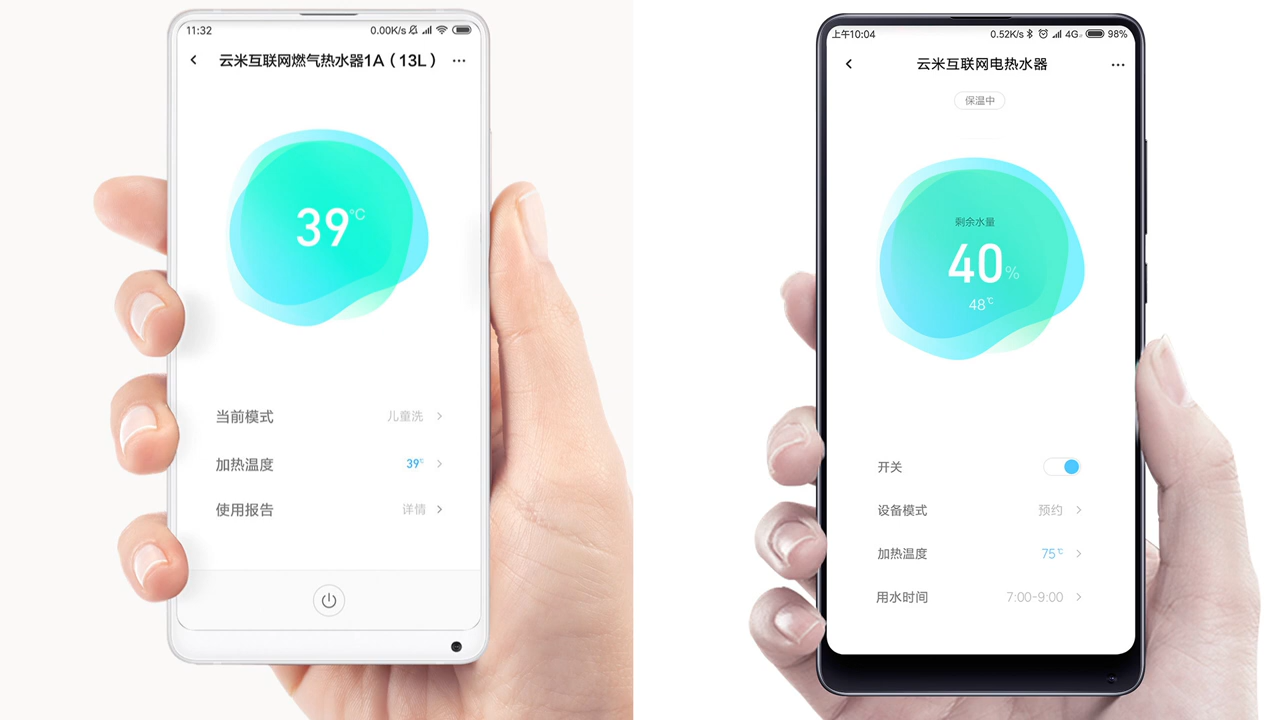 11:32
0.00K/s
云米互联网燃气热水器1A（13L）
39℃
当前模式 儿童洗
加热温度 39℃
使用报告 详情
上午10:04
0.52K/s 4G 98%
云米互联网电热水器
保温中
剩余水量
40%
48℃
开关
设备模式 预约
加热温度 75℃
用水时间 7:00-9:00